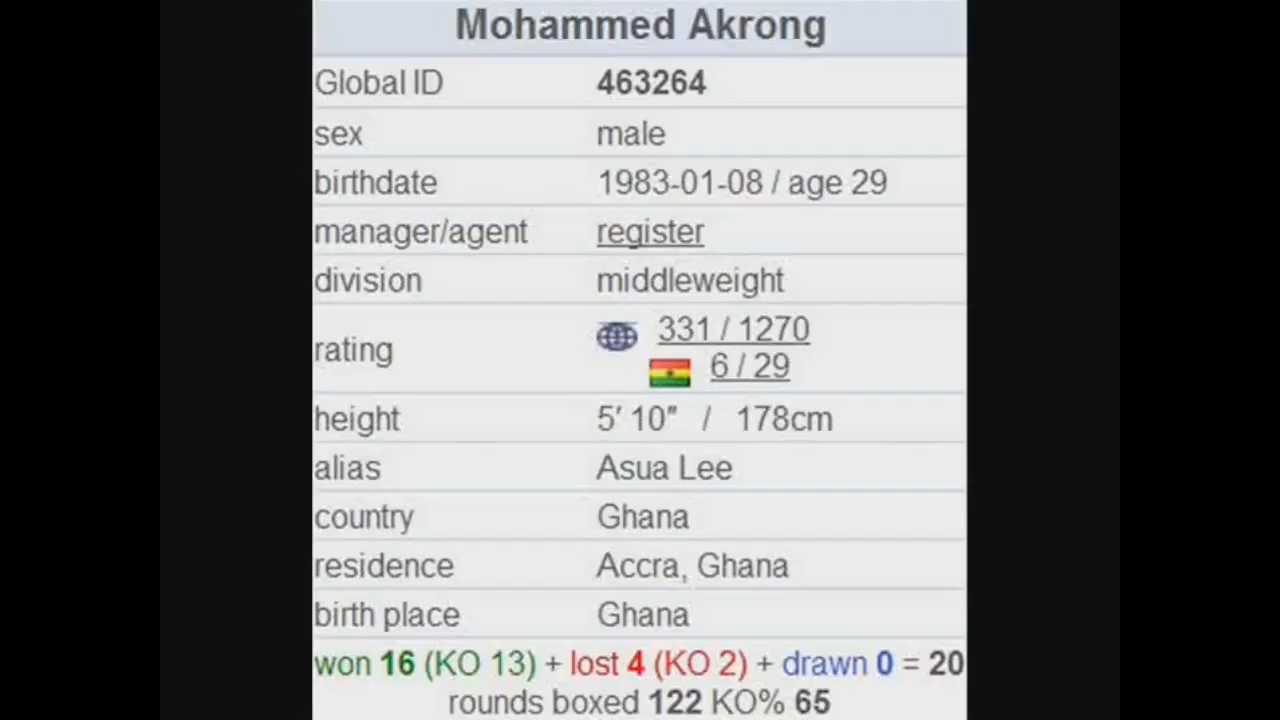 Mohammed Akrong
Global ID 463264
sex male
birthdate 1983-01-08 / age 29
manager/agent register
division middleweight
rating 331 / 1270
6 / 29
height 5′ 10″ / 178cm
alias Asua Lee
country Ghana
residence Accra, Ghana
birth place Ghana
won 16 (KO 13) + lost 4 (KO 2) + drawn 0 = 20
rounds boxed 122 KO% 65